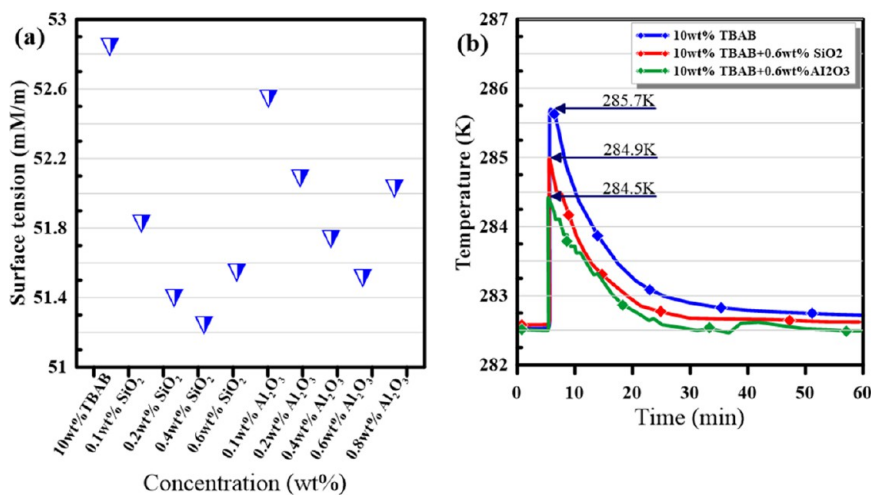 (a)
53
52.6
52.2
51.8
51.4
51
Surface tension (mM/m)
10wt%TBAB
0.1wt% SiO2
0.2wt% SiO2
0.4wt% SiO2
0.6wt% SiO2
0.1wt% Al2O3
0.2wt% Al2O3
0.4wt% Al2O3
0.6wt% Al2O3
0.8wt% Al2O3
Concentration (wt%)
(b)
287
286
285
284
283
282
Temperature (K)
10wt% TBAB
10wt% TBAB+0.6wt% SiO2
10wt% TBAB+0.6wt%AI2O3
285.7K
284.9K
284.5K
0 10 20 30 40 50 60
Time (min)